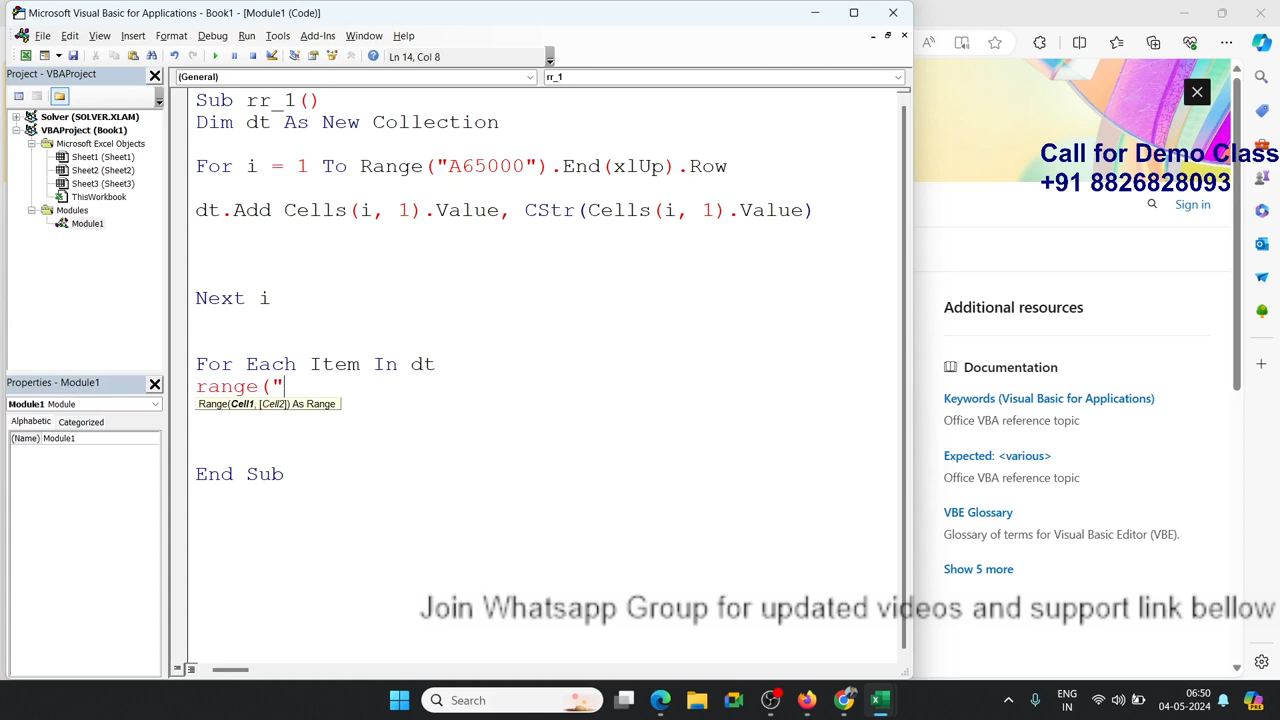 Microsoft Visual Basic for Applications - Book1 - [Module1 (Code)]
File Edit View Insert Format Debug Run Tools Add-Ins Window Help
Ln 14, Col 8
Project - VBAProject
Solver (SOLVER.XLAM)
VBAProject (Book1)
Microsoft Excel Objects
Sheet1 (Sheet1)
Sheet2 (Sheet2)
Sheet3 (Sheet3)
ThisWorkbook
Modules
Module1
Properties - Module1
Module1 Module
Alphabetic Categorized
(Name) Module1
(General) rr_1
Sub rr_1()
Dim dt As New Collection
For i = 1 To Range("A65000").End(xlUp).Row
dt.Add Cells(i, 1).Value, CStr(Cells(i, 1).Value)
Next i
For Each Item In dt
range("
Range(Cell1, [Cell2]) As Range
End Sub
Call for Demo Class
+91 8826828093
Sign in
Additional resources
Documentation
Keywords (Visual Basic for Applications)
Office VBA reference topic
Expected: <various>
Office VBA reference topic
VBE Glossary
Glossary of terms for Visual Basic Editor (VBE).
Show 5 more
Join Whatsapp Group for updated videos and support link bellow
Search
ENG
IN
06:50
04-05-2024